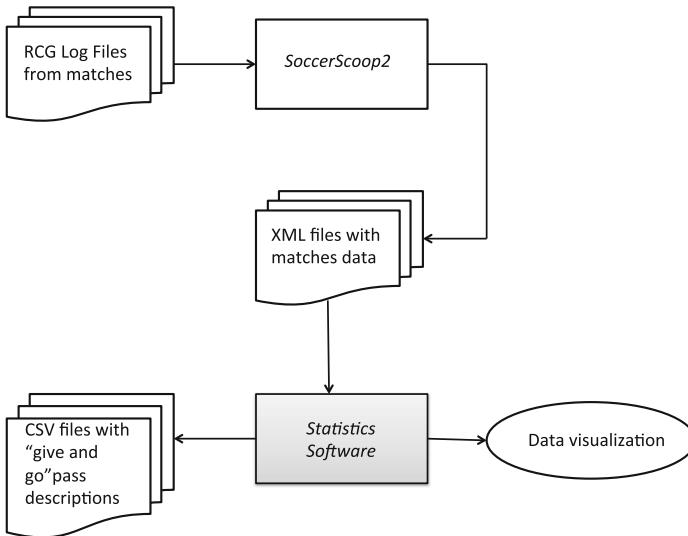 RCG Log Files
from matches
SoccerScoop2
XML files with
matches data
Statistics
Software
CSV files with
“give and
go”pass
descriptions
Data visualization